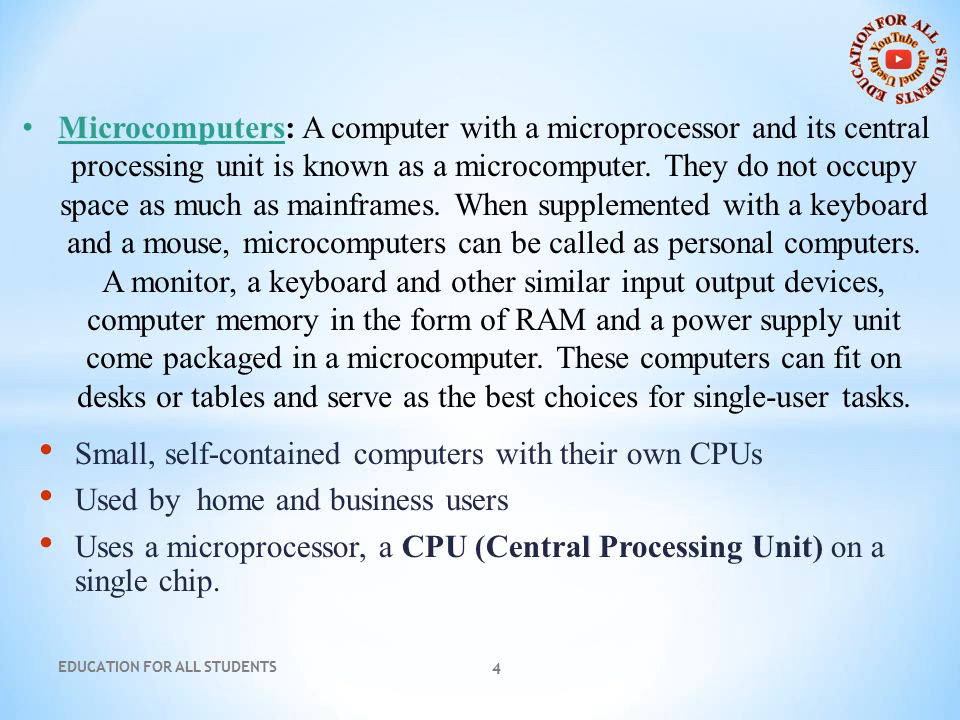 EDUCATION FOR ALL STUDENTS
YouTube channel Useful
• Microcomputers: A computer with a microprocessor and its central
processing unit is known as a microcomputer. They do not occupy
space as much as mainframes. When supplemented with a keyboard
and a mouse, microcomputers can be called as personal computers.
A monitor, a keyboard and other similar input output devices,
computer memory in the form of RAM and a power supply unit
come packaged in a microcomputer. These computers can fit on
desks or tables and serve as the best choices for single-user tasks.
• Small, self-contained computers with their own CPUs
• Used by home and business users
• Uses a microprocessor, a CPU (Central Processing Unit) on a
single chip.
EDUCATION FOR ALL STUDENTS
4